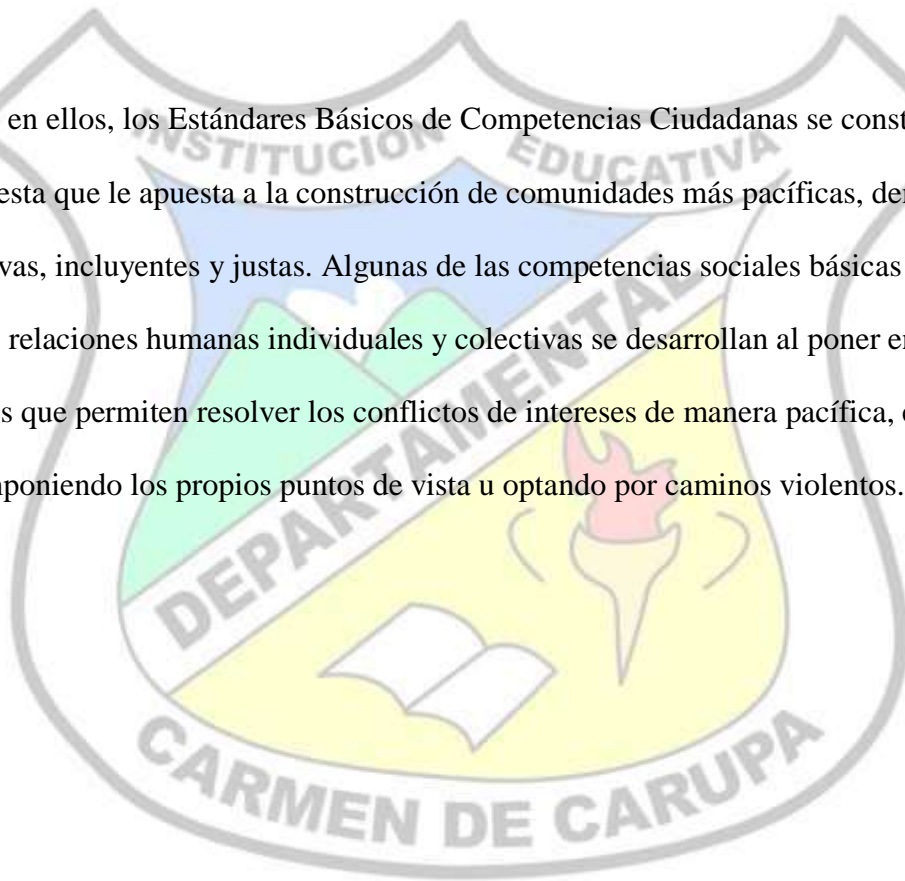 en ellos, los Estándares Básicos de Competencias Ciudadanas se const
esta que le apuesta a la construcción de comunidades más pacíficas, de
vas, incluyentes y justas. Algunas de las competencias sociales básicas
relaciones humanas individuales y colectivas se desarrollan al poner e
s que permiten resolver los conflictos de intereses de manera pacífica,
poniendo los propios puntos de vista u optando por caminos violentos.
INSTITUCIÓN EDUCATIVA
DEPARTAMENTAL
CARMEN DE CARUPA